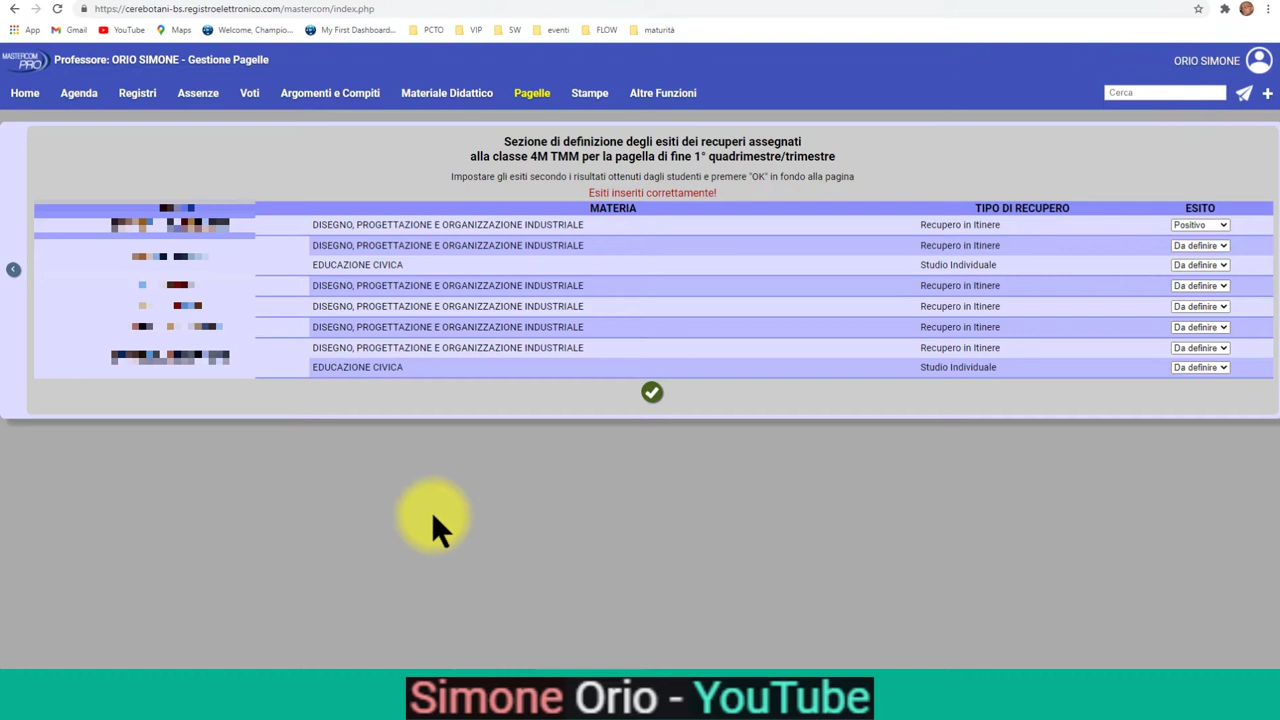 https://cerebotani-bs.registroelettronico.com/mastercom/index.php
App Gmail YouTube Maps Welcome, Champio... My First Dashboard... PCTO VIP SW eventi FLOW maturità
MASTERCOM PRO Professore: ORIO SIMONE - Gestione Pagelle ORIO SIMONE
Home Agenda Registri Assenze Voti Argomenti e Compiti Materiale Didattico Pagelle Stampe Altre Funzioni Cerca
Sezione di definizione degli esiti dei recuperi assegnati
alla classe 4M TMM per la pagella di fine 1° quadrimestre/trimestre
Impostare gli esiti secondo i risultati ottenuti dagli studenti e premere "OK" in fondo alla pagina
Esiti inseriti correttamente!
MATERIA TIPO DI RECUPERO ESITO
DISEGNO, PROGETTAZIONE E ORGANIZZAZIONE INDUSTRIALE Recupero in Itinere Positivo
DISEGNO, PROGETTAZIONE E ORGANIZZAZIONE INDUSTRIALE Recupero in Itinere Da definire
EDUCAZIONE CIVICA Studio Individuale Da definire
DISEGNO, PROGETTAZIONE E ORGANIZZAZIONE INDUSTRIALE Recupero in Itinere Da definire
DISEGNO, PROGETTAZIONE E ORGANIZZAZIONE INDUSTRIALE Recupero in Itinere Da definire
DISEGNO, PROGETTAZIONE E ORGANIZZAZIONE INDUSTRIALE Recupero in Itinere Da definire
DISEGNO, PROGETTAZIONE E ORGANIZZAZIONE INDUSTRIALE Recupero in Itinere Da definire
EDUCAZIONE CIVICA Studio Individuale Da definire
Simone Orio - YouTube